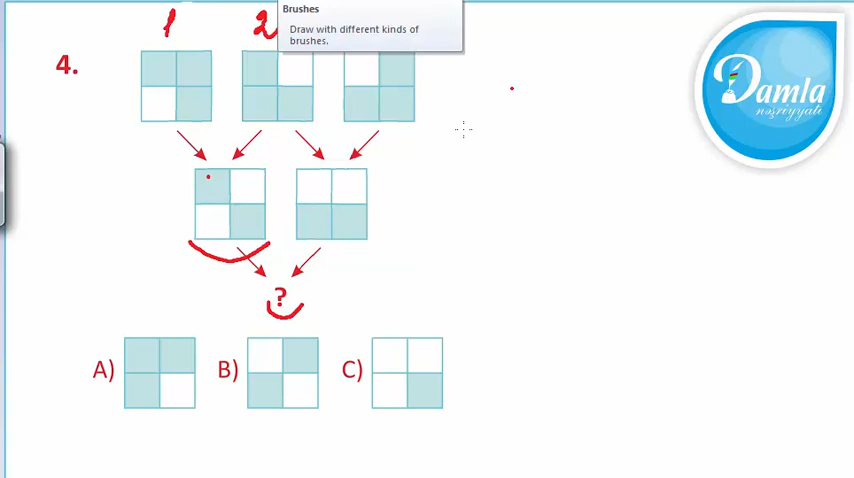 Brushes
Draw with different kinds of
brushes.
1 2
4.
Damla
nəşriyyatı
?
A) B) C)